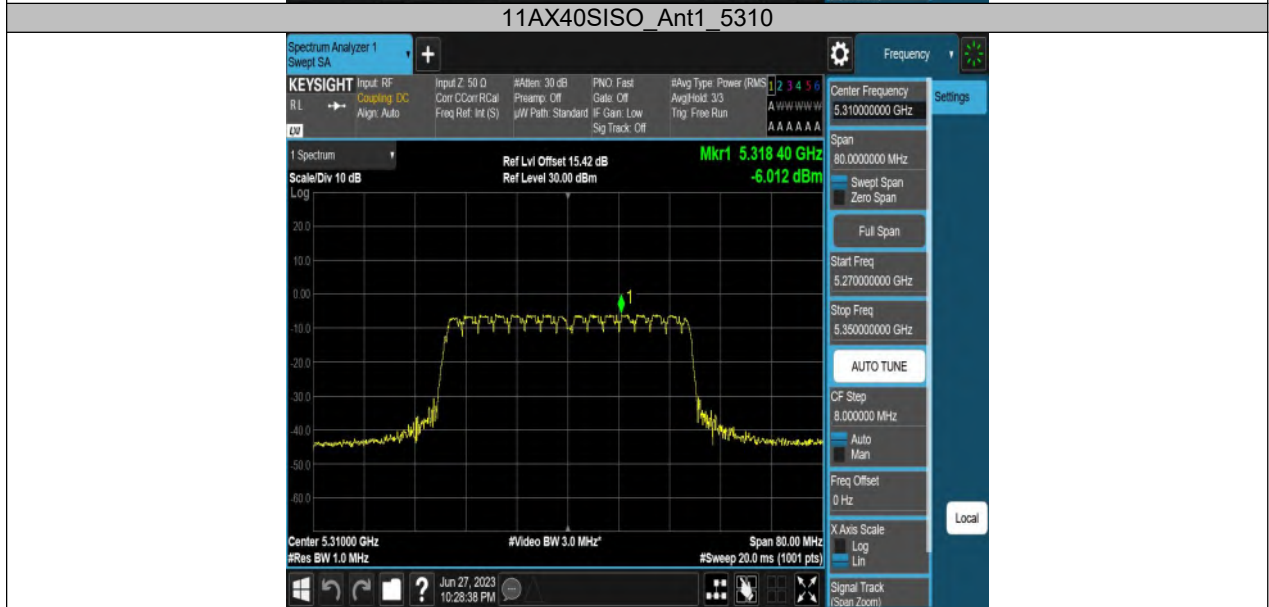 11AX40SISO_Ant1_5310
Spectrum Analyzer 1
Swept SA
+
Frequency
KEYSIGHT
RL
Input: RF
Coupling: DC
Align: Auto
Input Z: 50 Ω
Corr CCorr RCal
Freq Ref: Int (S)
#Atten: 30 dB
Preamp: Off
µW Path: Standard
PNO: Fast
Gate: Off
IF Gain: Low
Sig Track: Off
#Avg Type: Power (RMS
Avg|Hold: 3/3
Trig: Free Run
1 2 3 4 5 6
A W W W W W
A A A A A A
Center Frequency
5.310000000 GHz
Settings
Span
80.0000000 MHz
Swept Span
Zero Span
Full Span
Start Freq
5.270000000 GHz
Stop Freq
5.350000000 GHz
AUTO TUNE
CF Step
8.000000 MHz
Auto
Man
Freq Offset
0 Hz
X Axis Scale
Log
Lin
Local
Signal Track
(Span Zoom)
1 Spectrum
Scale/Div 10 dB
Log
Ref Lvl Offset 15.42 dB
Ref Level 30.00 dBm
Mkr1 5.318 40 GHz
-6.012 dBm
20.0
10.0
0.00
-10.0
-20.0
-30.0
-40.0
-50.0
-60.0
1
Center 5.31000 GHz
#Res BW 1.0 MHz
#Video BW 3.0 MHz*
Span 80.00 MHz
#Sweep 20.0 ms (1001 pts)
?
Jun 27, 2023
10:28:38 PM